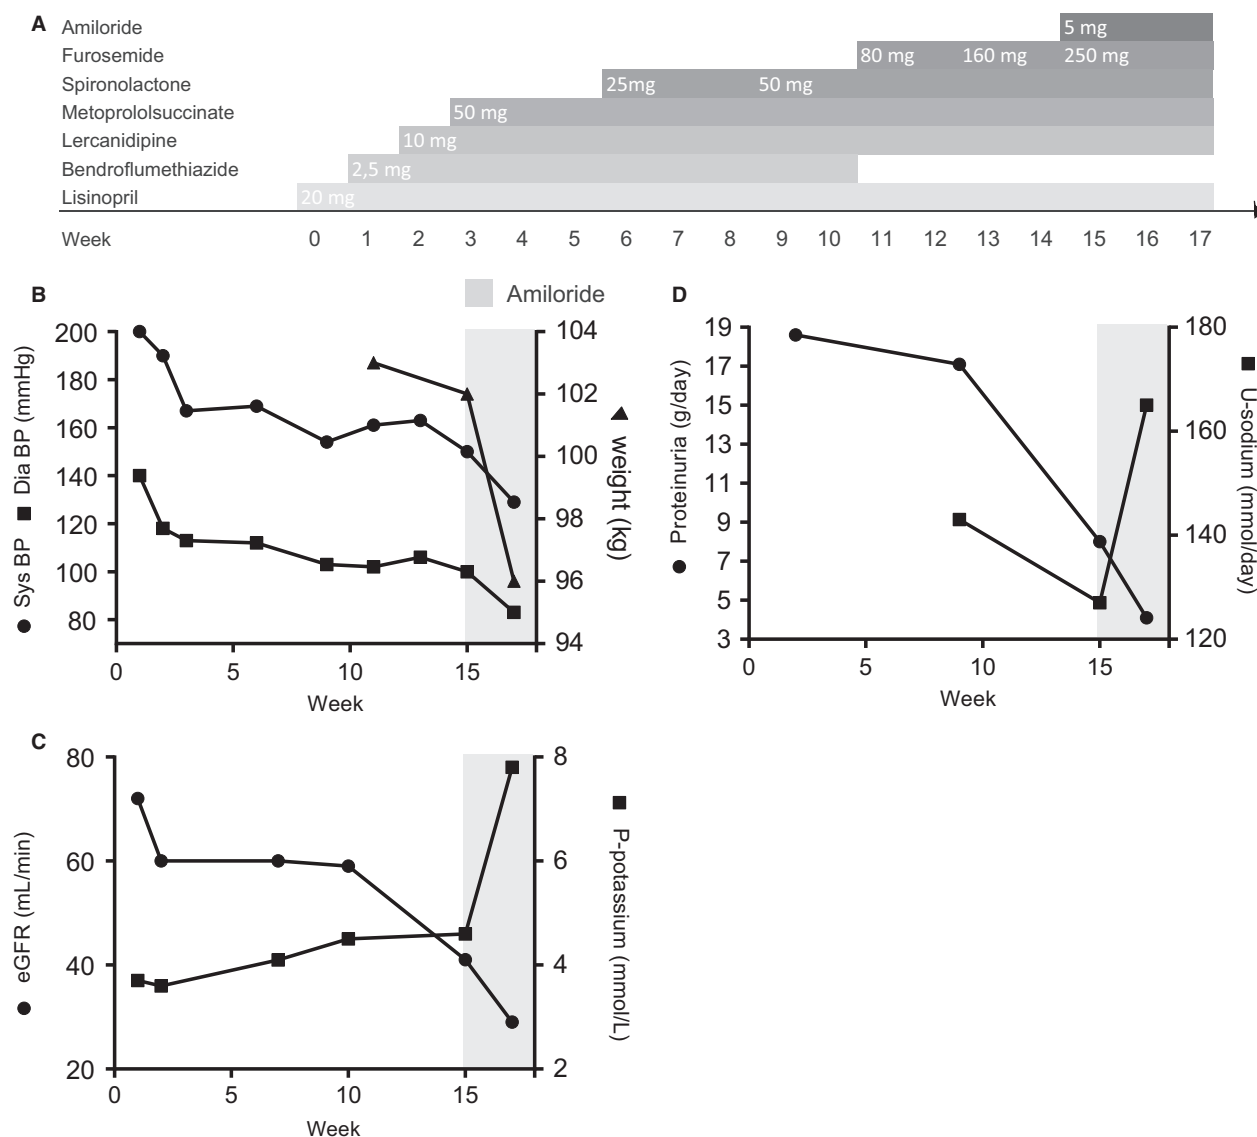 A
Amiloride 5 mg
Furosemide 80 mg 160 mg 250 mg
Spironolactone 25mg 50 mg
Metoprololsuccinate 50 mg
Lercanidipine 10 mg
Bendroflumethiazide 2,5 mg
Lisinopril 20 mg
Week 0 1 2 3 4 5 6 7 8 9 10 11 12 13 14 15 16 17
B
Amiloride
Sys BP Dia BP (mmHg)
200
180
160
140
120
100
80
104
102
100
98
96
94
weight (kg)
0 5 10 15
Week
D
Proteinuria (g/day)
19
17
15
13
11
9
7
5
3
180
160
140
120
U-sodium (mmol/day)
0 5 10 15
Week
C
eGFR (mL/min)
80
60
40
20
8
6
4
2
P-potassium (mmol/L)
0 5 10 15
Week